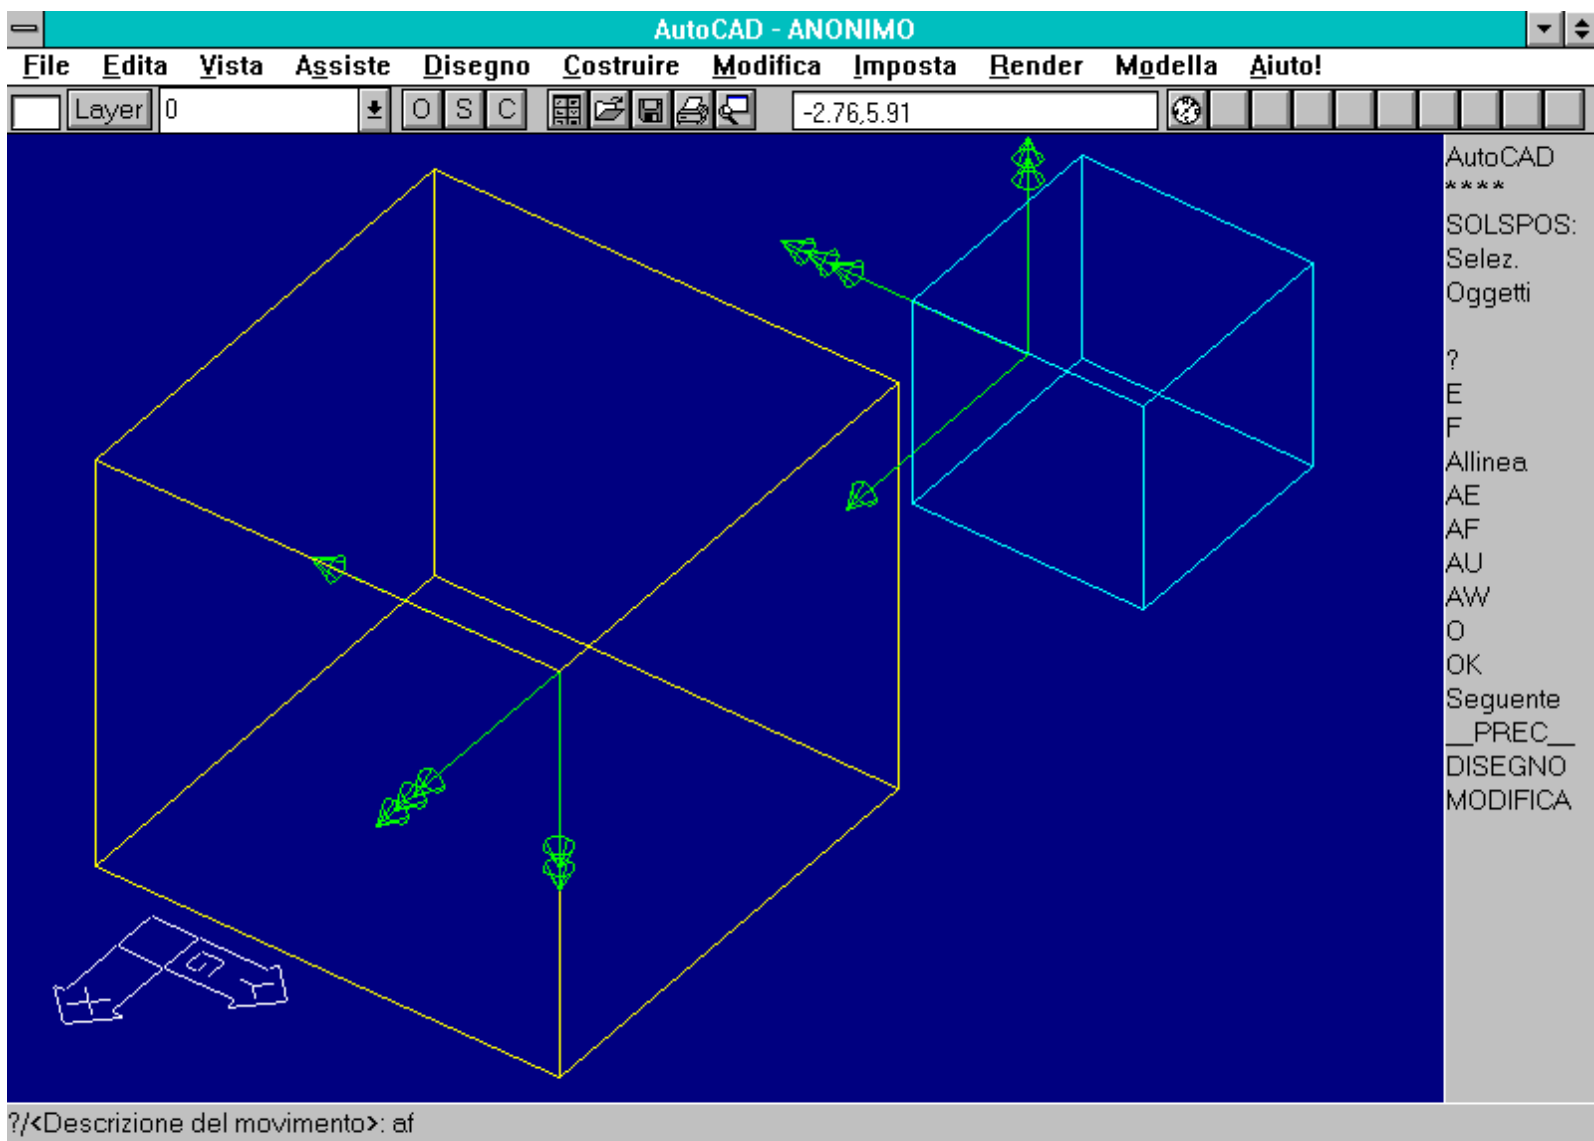 AutoCAD - ANONIMO
File Edita Vista Assiste Disegno Costruire Modifica Imposta Render Modella Aiuto!
Layer 0 O S C -2.76,5.91
AutoCAD
****
SOLSPOS:
Selez.
Oggetti
?
E
F
Allinea
AE
AF
AU
AW
O
OK
Seguente
__PREC__
DISEGNO
MODIFICA
X G Y
?/<Descrizione del movimento>: af